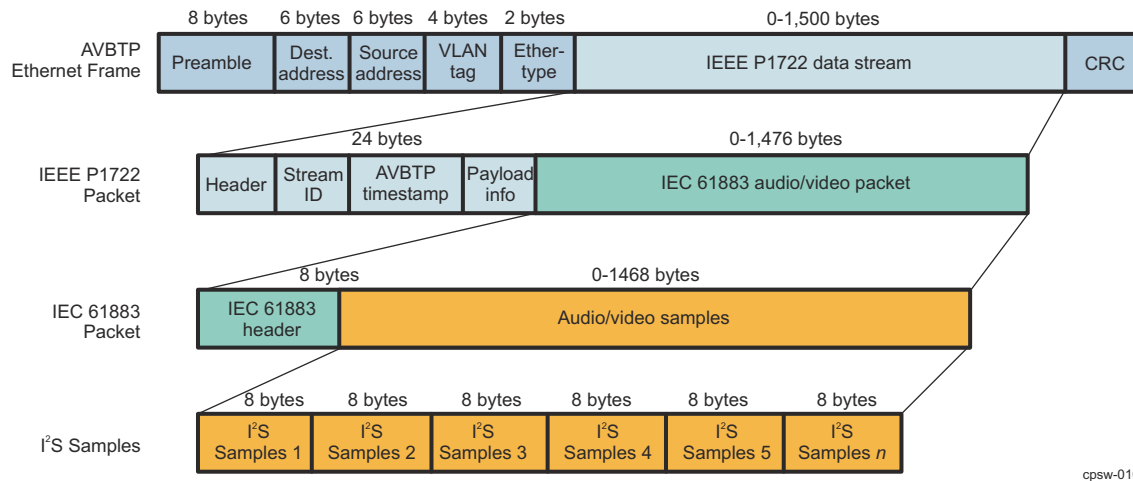 8 bytes 6 bytes 6 bytes 4 bytes 2 bytes 0-1,500 bytes
AVBTP
Ethernet Frame
Preamble
Dest.
address
Source
address
VLAN
tag
Ether-
type
IEEE P1722 data stream
CRC
24 bytes 0-1,476 bytes
IEEE P1722
Packet
Header
Stream
ID
AVBTP
timestamp
Payload
info
IEC 61883 audio/video packet
8 bytes 0-1468 bytes
IEC 61883
Packet
IEC 61883
header
Audio/video samples
8 bytes 8 bytes 8 bytes 8 bytes 8 bytes 8 bytes
I²S Samples
I²S
Samples 1
I²S
Samples 2
I²S
Samples 3
I²S
Samples 4
I²S
Samples 5
I²S
Samples n